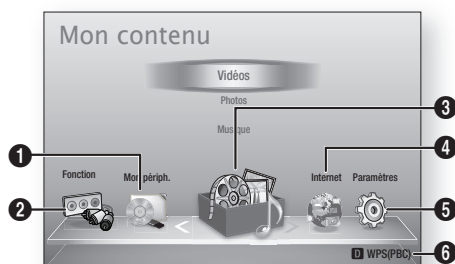 Mon contenu
Vidéos
Photos
Musique
3
4
1
Fonction
Mon périph.
Internet
Paramètres
2
5
D WPS(PBC)
6